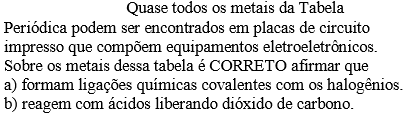 Quase todos os metais da Tabela
Periódica podem ser encontrados em placas de circuito
impresso que compõem equipamentos eletroeletrônicos.
Sobre os metais dessa tabela é CORRETO afirmar que
a) formam ligações químicas covalentes com os halogênios.
b) reagem com ácidos liberando dióxido de carbono.